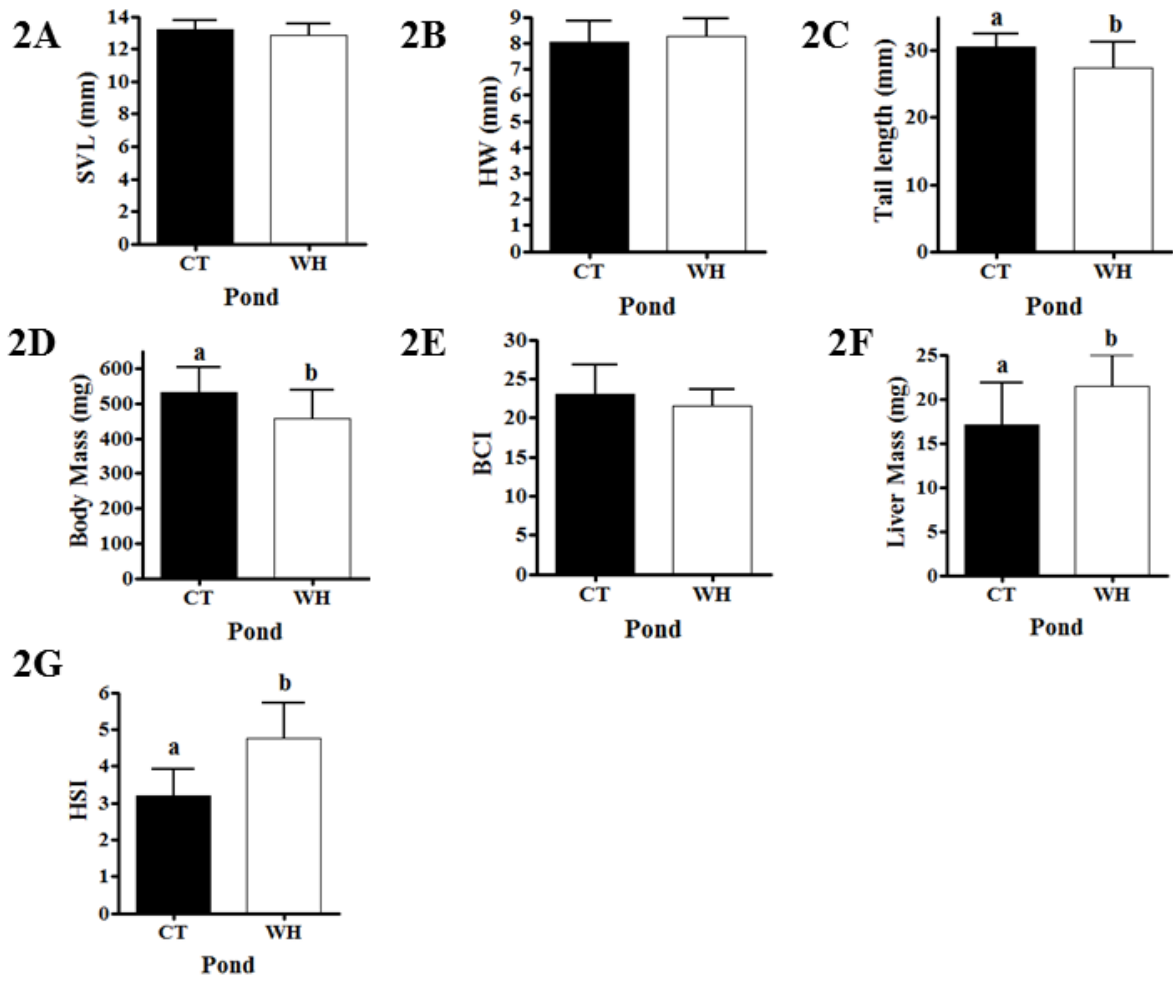 2A
SVL (mm)
14
12
10
8
6
4
2
0
CT WH
Pond
2B
HW (mm)
9
8
7
6
5
4
3
2
1
0
CT WH
Pond
2C
Tail length (mm)
30
20
10
0
a b
CT WH
Pond
2D
Body Mass (mg)
600
500
400
300
200
100
0
a b
CT WH
Pond
2E
BCI
30
25
20
15
10
5
0
CT WH
Pond
2F
Liver Mass (mg)
25
20
15
10
5
0
a b
CT WH
Pond
2G
HSI
6
5
4
3
2
1
0
a b
CT WH
Pond